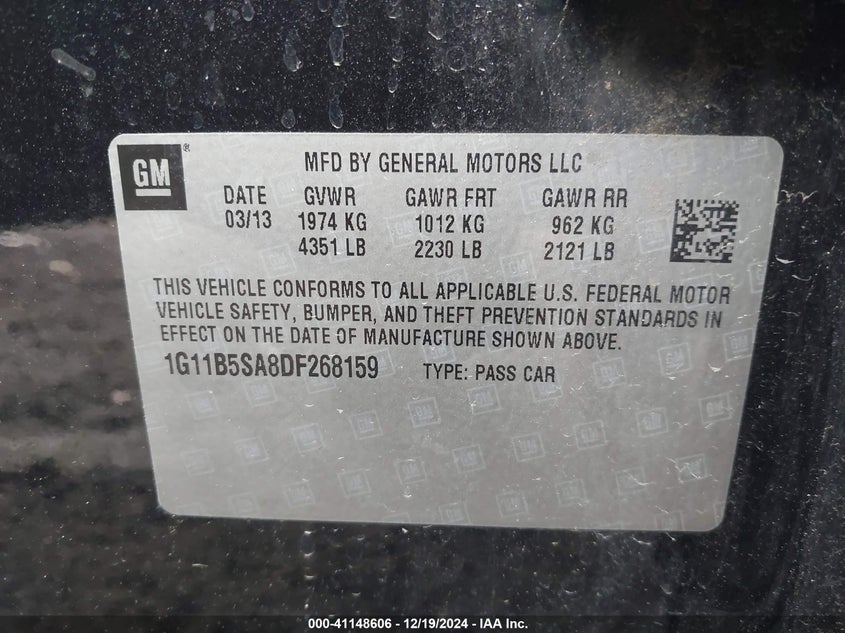 GM®
MFD BY GENERAL MOTORS LLC
DATE GVWR GAWR FRT GAWR RR
03/13 1974 KG 1012 KG 962 KG
4351 LB 2230 LB 2121 LB
THIS VEHICLE CONFORMS TO ALL APPLICABLE U.S. FEDERAL MOTOR
VEHICLE SAFETY, BUMPER, AND THEFT PREVENTION STANDARDS IN
EFFECT ON THE DATE OF MANUFACTURE SHOWN ABOVE.
1G11B5SA8DF268159 TYPE: PASS CAR
000-41148606 - 12/19/2024 - IAA Inc.